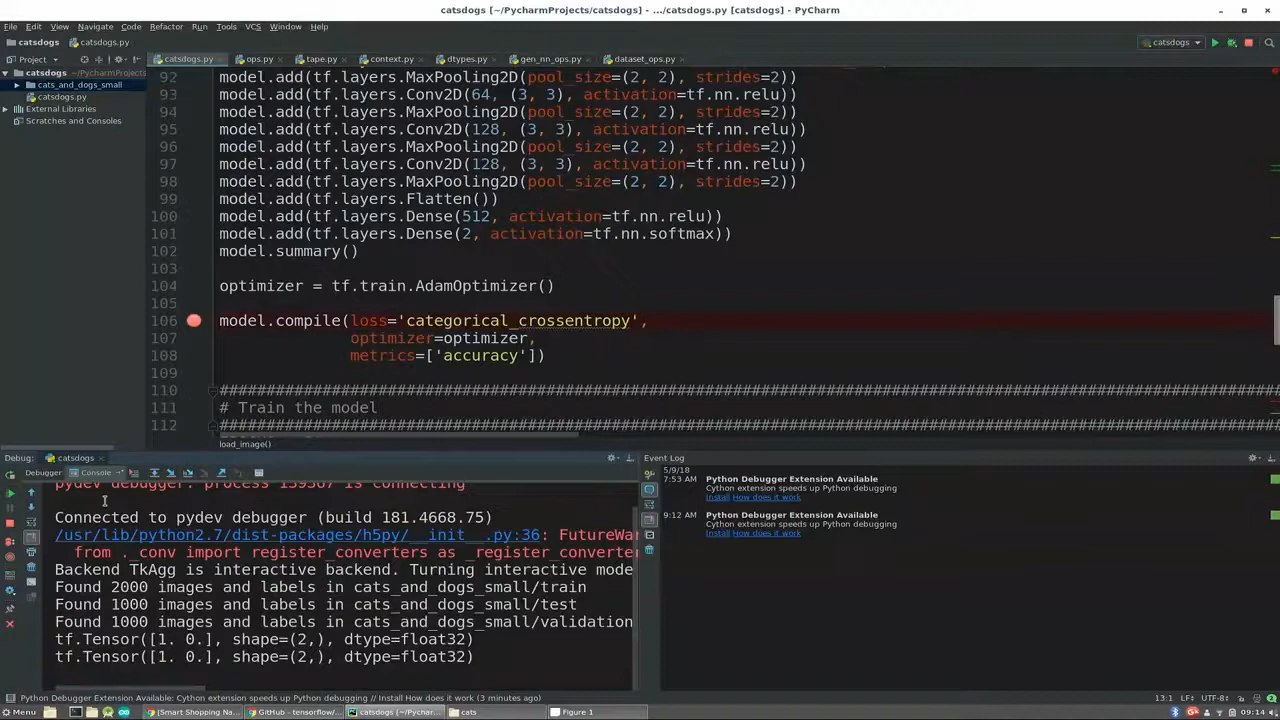 catsdogs [~/PycharmProjects/catsdogs] - .../catsdogs.py [catsdogs] - PyCharm
File Edit View Navigate Code Refactor Run Tools VCS Window Help
catsdogs catsdogs.py catsdogs
Project catsdogs.py ops.py tape.py context.py dtypes.py gen_nn_ops.py dataset_ops.py
catsdogs ~/PycharmProjects
cats_and_dogs_small
catsdogs.py
External Libraries
Scratches and Consoles
92 model.add(tf.layers.MaxPooling2D(pool_size=(2, 2), strides=2))
93 model.add(tf.layers.Conv2D(64, (3, 3), activation=tf.nn.relu))
94 model.add(tf.layers.MaxPooling2D(pool_size=(2, 2), strides=2))
95 model.add(tf.layers.Conv2D(128, (3, 3), activation=tf.nn.relu))
96 model.add(tf.layers.MaxPooling2D(pool_size=(2, 2), strides=2))
97 model.add(tf.layers.Conv2D(128, (3, 3), activation=tf.nn.relu))
98 model.add(tf.layers.MaxPooling2D(pool_size=(2, 2), strides=2))
99 model.add(tf.layers.Flatten())
100 model.add(tf.layers.Dense(512, activation=tf.nn.relu))
101 model.add(tf.layers.Dense(2, activation=tf.nn.softmax))
102 model.summary()
103
104 optimizer = tf.train.AdamOptimizer()
105
106 model.compile(loss='categorical_crossentropy',
107 optimizer=optimizer,
108 metrics=['accuracy'])
109
110 ####################################################################################################################
111 # Train the model
112 ####################################################################################################################
load_image()
Debug: catsdogs
Debugger Console
pydev debugger: process 139567 is connecting
Connected to pydev debugger (build 181.4668.75)
/usr/lib/python2.7/dist-packages/h5py/__init__.py:36: FutureWar
from ._conv import register_converters as _register_converte
Backend TkAgg is interactive backend. Turning interactive mode
Found 2000 images and labels in cats_and_dogs_small/train
Found 1000 images and labels in cats_and_dogs_small/test
Found 1000 images and labels in cats_and_dogs_small/validation
tf.Tensor([1. 0.], shape=(2,), dtype=float32)
tf.Tensor([1. 0.], shape=(2,), dtype=float32)
Event Log
5/9/18
7:53 AM Python Debugger Extension Available
Cython extension speeds up Python debugging
Install How does it work
9:12 AM Python Debugger Extension Available
Cython extension speeds up Python debugging
Install How does it work
Python Debugger Extension Available: Cython extension speeds up Python debugging // Install How does it work (3 minutes ago) 13:1 LF UTF-8
Menu [Smart Shopping Na... GitHub - tensorflow/... catsdogs [~/Pychar... cats Figure 1 09:14